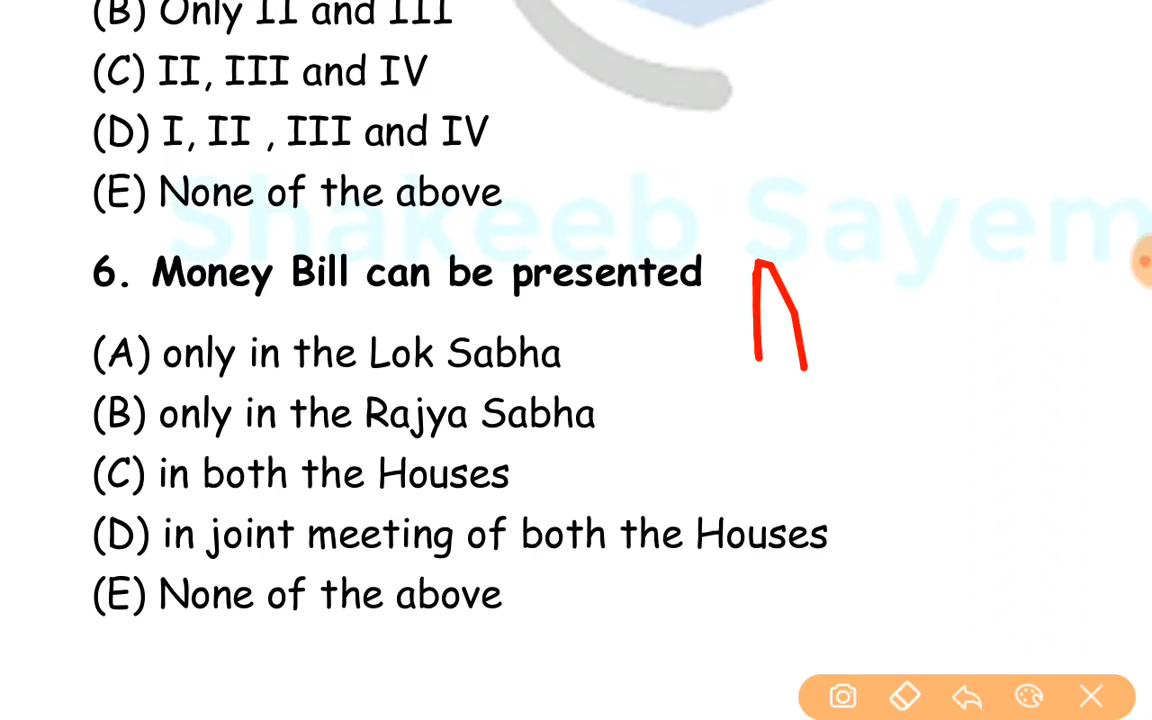 (B) Only II and III
(C) II, III and IV
(D) I, II , III and IV
(E) None of the above
Shakeeb Sayem
6. Money Bill can be presented
(A) only in the Lok Sabha
(B) only in the Rajya Sabha
(C) in both the Houses
(D) in joint meeting of both the Houses
(E) None of the above